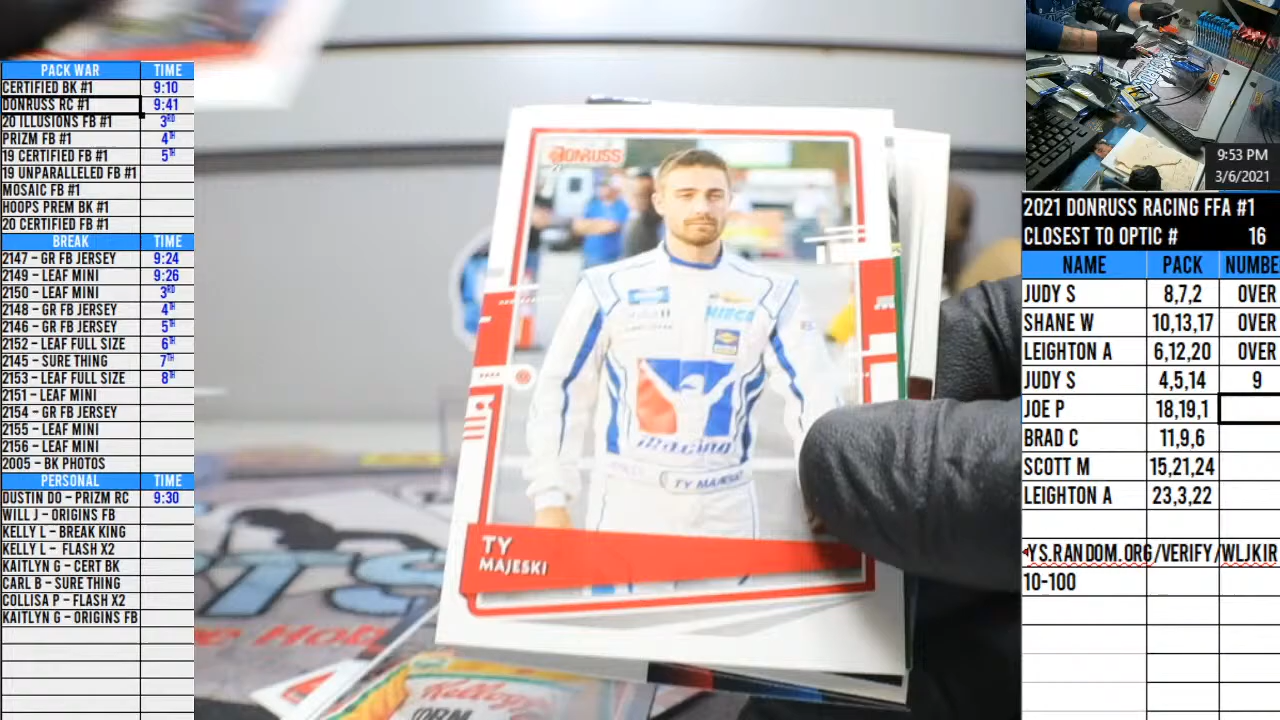 PACK WAR TIME
CERTIFIED BK #1 9:10
DONRUSS RC #1 9:41
20 ILLUSIONS FB #1 3RD
PRIZM FB #1 4TH
19 CERTIFIED FB #1 5TH
19 UNPARALLELED FB #1
MOSAIC FB #1
HOOPS PREM BK #1
20 CERTIFIED FB #1
BREAK TIME
2147 – GR FB JERSEY 9:24
2149 – LEAF MINI 9:26
2150 – LEAF MINI 3RD
2148 – GR FB JERSEY 4TH
2146 – GR FB JERSEY 5TH
2152 – LEAF FULL SIZE 6TH
2145 – SURE THING 7TH
2153 – LEAF FULL SIZE 8TH
2151 – LEAF MINI
2154 – GR FB JERSEY
2155 – LEAF MINI
2156 – LEAF MINI
2005 – BK PHOTOS
PERSONAL TIME
DUSTIN DO – PRIZM RC 9:30
WILL J – ORIGINS FB
KELLY L – BREAK KING
KELLY L – FLASH X2
KAITLYN G – CERT BK
CARL B – SURE THING
COLLISA P – FLASH X2
KAITLYN G – ORIGINS FB
DONRUSS
iRacing
TY MAJESKI
TY
MAJESKI
Kellogg's
CORN
9:53 PM
3/6/2021
2021 DONRUSS RACING FFA #1
CLOSEST TO OPTIC # 16
NAME PACK NUMBE
JUDY S 8,7,2 OVER
SHANE W 10,13,17 OVER
LEIGHTON A 6,12,20 OVER
JUDY S 4,5,14 9
JOE P 18,19,1
BRAD C 11,9,6
SCOTT M 15,21,24
LEIGHTON A 23,3,22
YS.RANDOM.ORG/VERIFY/WLJKIR
10-100